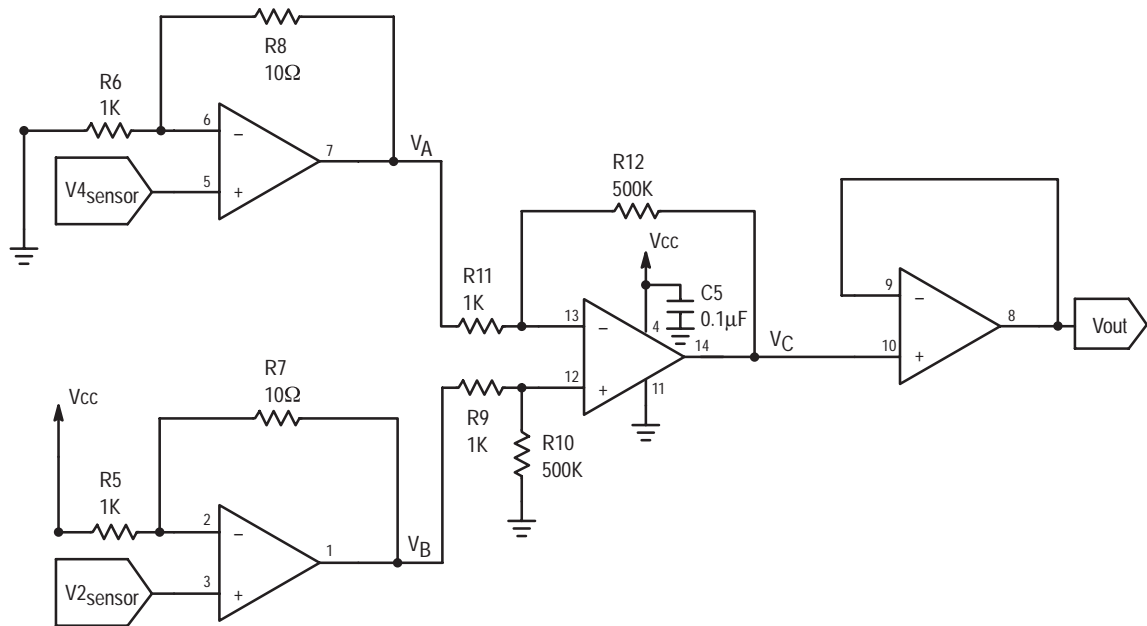 R8
10Ω
R6
1K
6
–
7
VA
V4sensor
5
+
R12
500K
Vcc
R11
1K
C5
0.1µF
13
–
4
14
VC
12
+
11
9
–
8
Vout
10
+
R7
10Ω
Vcc
R9
1K
R10
500K
R5
1K
2
–
1
VB
V2sensor
3
+